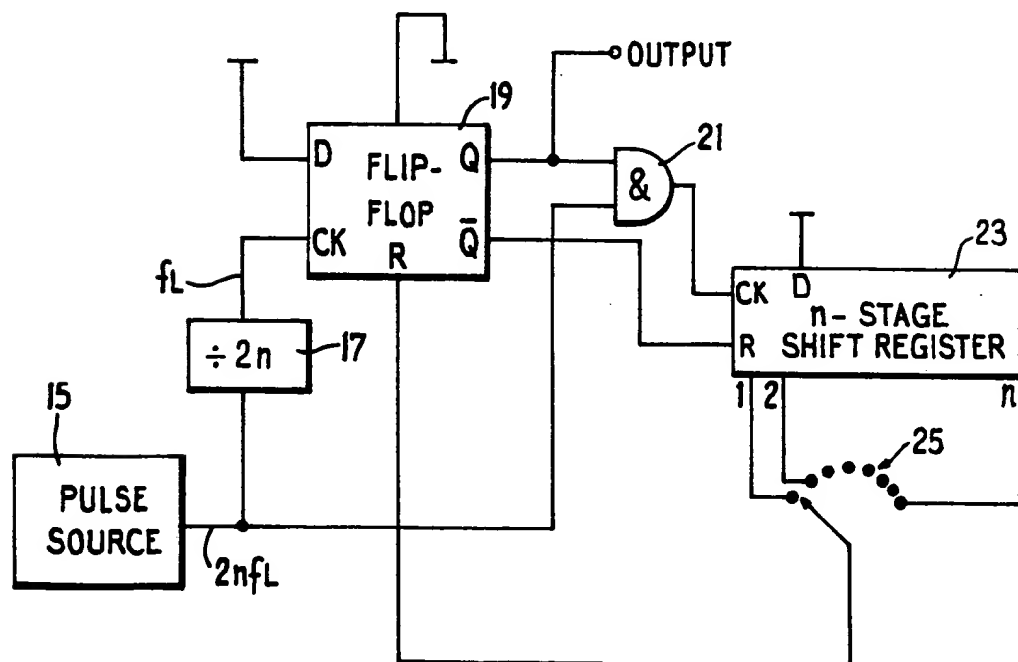 OUTPUT
19
21
D
FLIP-
FLOP
Q
CK
Q̅
R
&
23
fL
CK
D
n-STAGE
SHIFT REGISTER
R
1
2
n
÷ 2n
17
15
25
PULSE
SOURCE
2nfL